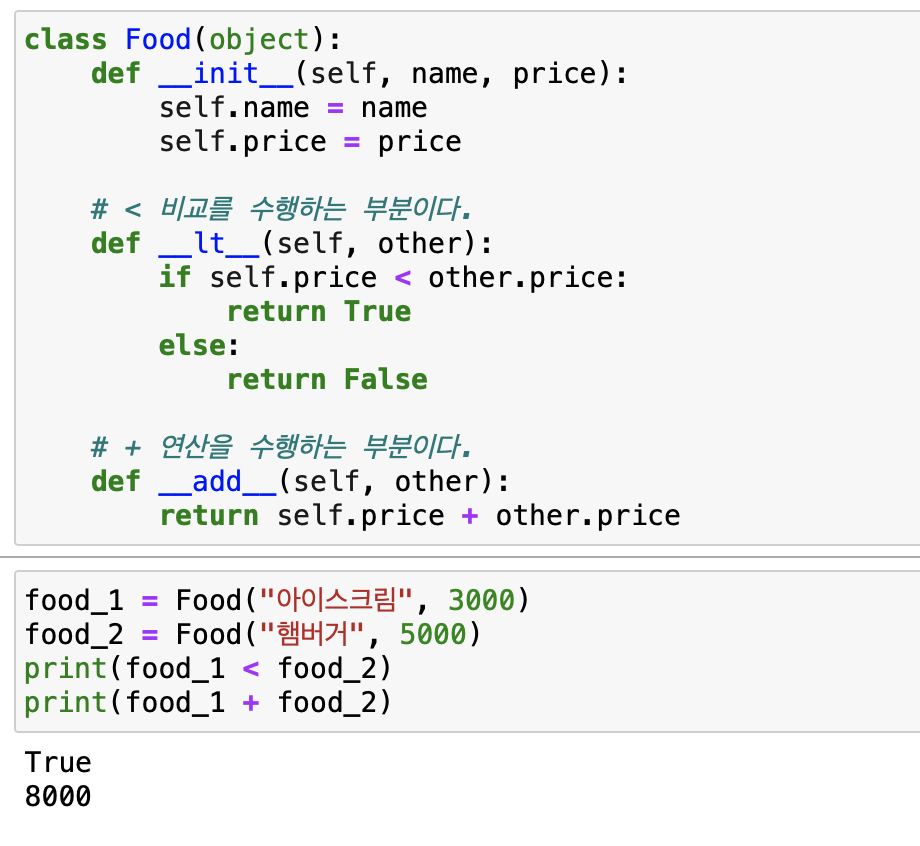 class Food(object):
    def __init__(self, name, price):
        self.name = name
        self.price = price

    # < 비교를 수행하는 부분이다.
    def __lt__(self, other):
        if self.price < other.price:
            return True
        else:
            return False

    # + 연산을 수행하는 부분이다.
    def __add__(self, other):
        return self.price + other.price

food_1 = Food("아이스크림", 3000)
food_2 = Food("햄버거", 5000)
print(food_1 < food_2)
print(food_1 + food_2)

True
8000